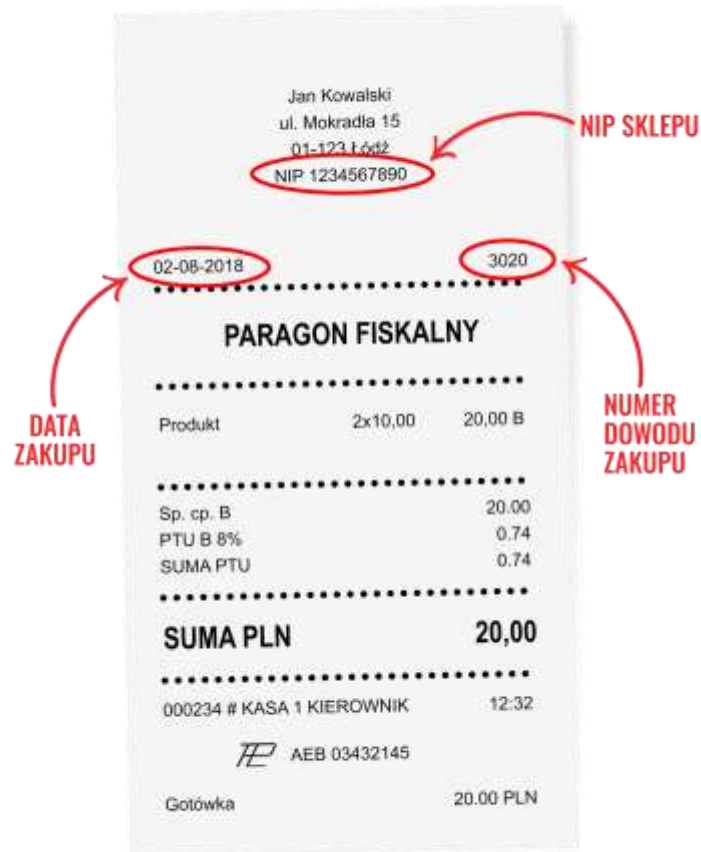 Jan Kowalski
ul. Mokradła 15
01-123 Łódź
NIP 1234567890
NIP SKLEPU
02-08-2018 3020
PARAGON FISKALNY
DATA
ZAKUPU
NUMER
DOWODU
ZAKUPU
Produkt 2x10,00 20,00 B
Sp. cp. B 20.00
PTU B 8% 0.74
SUMA PTU 0.74
SUMA PLN 20,00
000234 # KASA 1 KIEROWNIK 12:32
AEB 03432145
Gotówka 20.00 PLN